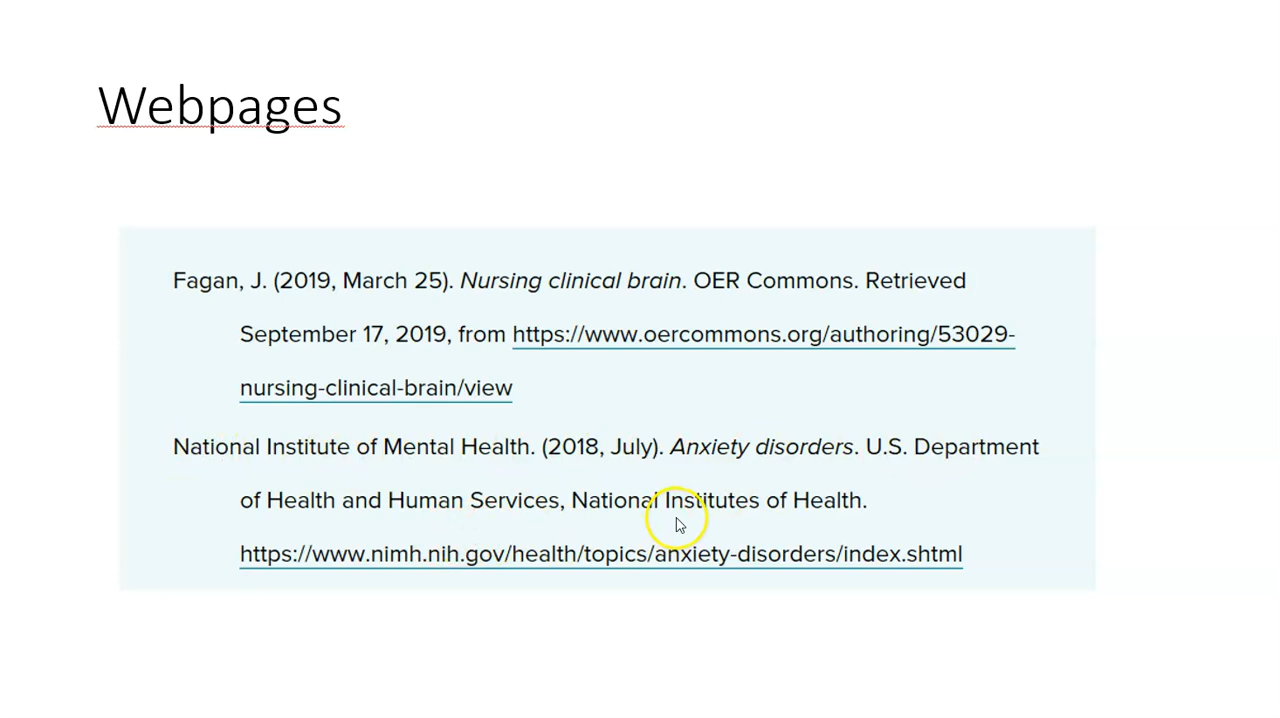 Webpages
Fagan, J. (2019, March 25). Nursing clinical brain. OER Commons. Retrieved
September 17, 2019, from https://www.oercommons.org/authoring/53029-
nursing-clinical-brain/view
National Institute of Mental Health. (2018, July). Anxiety disorders. U.S. Department
of Health and Human Services, National Institutes of Health.
https://www.nimh.nih.gov/health/topics/anxiety-disorders/index.shtml